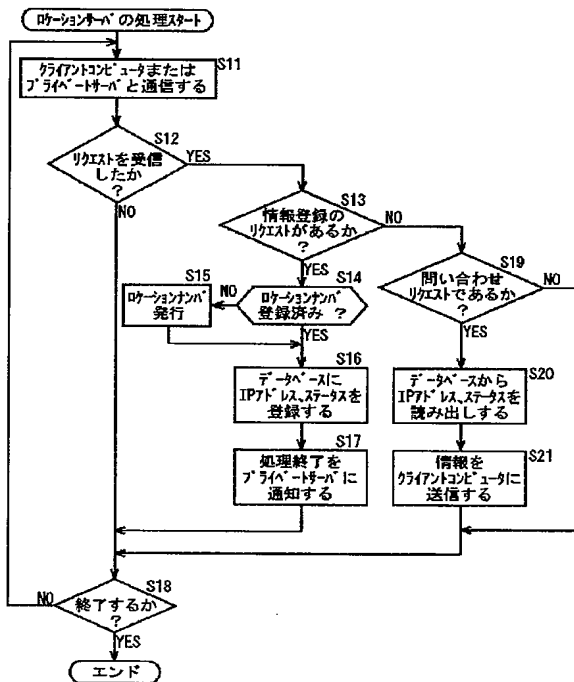 ロケーションサーバの処理スタート
S11
クライアントコンピュータまたは
プライベートサーバと通信する
S12
リクエストを受信
したか
?
YES
NO
S13
情報登録の
リクエストがあるか
?
NO
YES
S14
ロケーションナンバ
登録済み ?
NO
YES
S15
ロケーションナンバ
発行
S16
データベースに
IPアドレス、ステータスを
登録する
S17
処理終了を
プライベートサーバに
通知する
S19
問い合わせ
リクエストであるか
?
NO
YES
S20
データベースから
IPアドレス、ステータスを
読み出しする
S21
情報を
クライアントコンピュータに
送信する
S18
終了するか
?
NO
YES
エンド